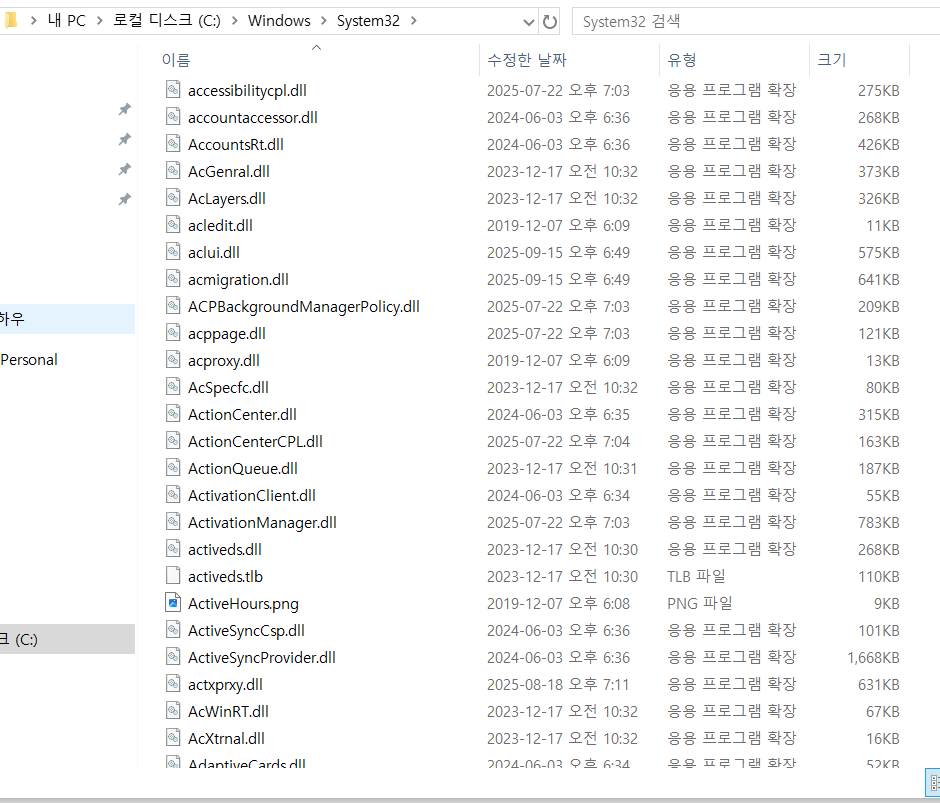 내 PC > 로컬 디스크 (C:) > Windows > System32 >
System32 검색
이름 수정한 날짜 유형 크기
accessibilitycpl.dll 2025-07-22 오후 7:03 응용 프로그램 확장 275KB
accountaccessor.dll 2024-06-03 오후 6:36 응용 프로그램 확장 268KB
AccountsRt.dll 2024-06-03 오후 6:36 응용 프로그램 확장 426KB
AcGenral.dll 2023-12-17 오전 10:32 응용 프로그램 확장 373KB
AcLayers.dll 2023-12-17 오전 10:32 응용 프로그램 확장 326KB
acledit.dll 2019-12-07 오후 6:09 응용 프로그램 확장 11KB
aclui.dll 2025-09-15 오후 6:49 응용 프로그램 확장 575KB
acmigration.dll 2025-09-15 오후 6:49 응용 프로그램 확장 641KB
ACPBackgroundManagerPolicy.dll 2025-07-22 오후 7:03 응용 프로그램 확장 209KB
하우
acppage.dll 2025-07-22 오후 7:03 응용 프로그램 확장 121KB
Personal
acproxy.dll 2019-12-07 오후 6:09 응용 프로그램 확장 13KB
AcSpecfc.dll 2023-12-17 오전 10:32 응용 프로그램 확장 80KB
ActionCenter.dll 2024-06-03 오후 6:35 응용 프로그램 확장 315KB
ActionCenterCPL.dll 2025-07-22 오후 7:04 응용 프로그램 확장 163KB
ActionQueue.dll 2023-12-17 오전 10:31 응용 프로그램 확장 187KB
ActivationClient.dll 2024-06-03 오후 6:34 응용 프로그램 확장 55KB
ActivationManager.dll 2025-07-22 오후 7:03 응용 프로그램 확장 783KB
activeds.dll 2023-12-17 오전 10:30 응용 프로그램 확장 268KB
activeds.tlb 2023-12-17 오전 10:30 TLB 파일 110KB
ActiveHours.png 2019-12-07 오후 6:08 PNG 파일 9KB
ActiveSyncCsp.dll 2024-06-03 오후 6:36 응용 프로그램 확장 101KB
크 (C:)
ActiveSyncProvider.dll 2024-06-03 오후 6:36 응용 프로그램 확장 1,668KB
actxprxy.dll 2025-08-18 오후 7:11 응용 프로그램 확장 631KB
AcWinRT.dll 2023-12-17 오전 10:32 응용 프로그램 확장 67KB
AcXtrnal.dll 2023-12-17 오전 10:32 응용 프로그램 확장 16KB
AdaptiveCards.dll 2024-06-03 오후 6:34 응용 프로그램 확장 52KB